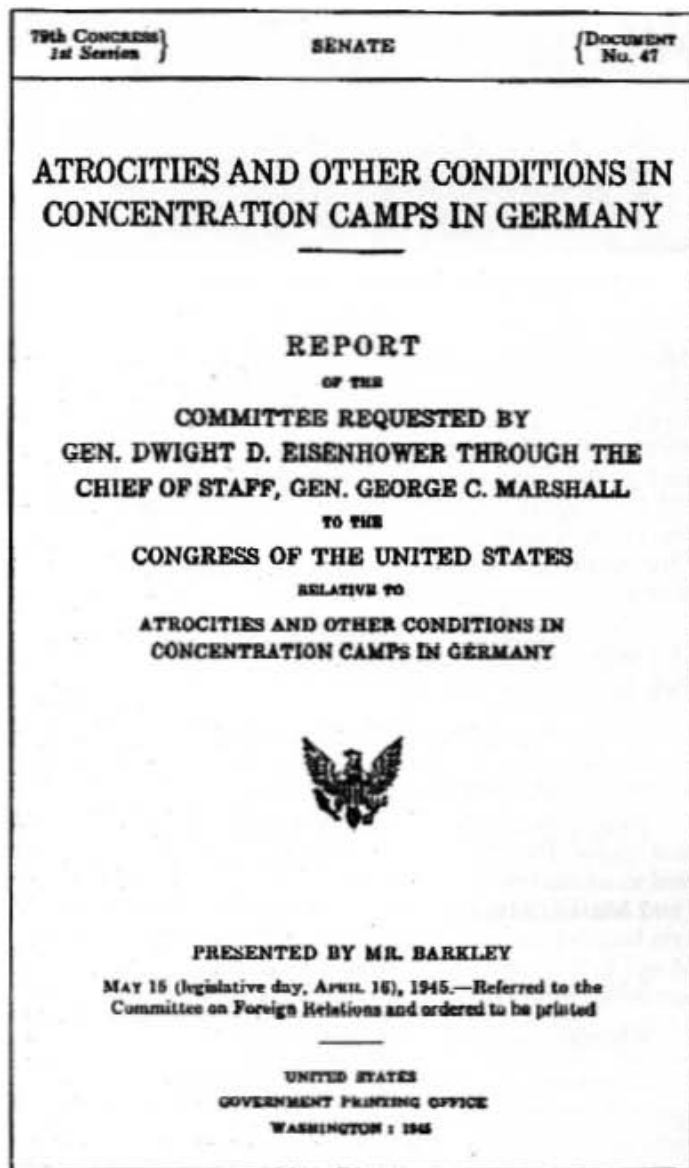 79th Congress
1st Session
SENATE
Document
No. 47
ATROCITIES AND OTHER CONDITIONS IN
CONCENTRATION CAMPS IN GERMANY
REPORT
OF THE
COMMITTEE REQUESTED BY
GEN. DWIGHT D. EISENHOWER THROUGH THE
CHIEF OF STAFF, GEN. GEORGE C. MARSHALL
TO THE
CONGRESS OF THE UNITED STATES
RELATIVE TO
ATROCITIES AND OTHER CONDITIONS IN
CONCENTRATION CAMPS IN GERMANY
PRESENTED BY MR. BARKLEY
May 15 (legislative day, April 16), 1945.—Referred to the
Committee on Foreign Relations and ordered to be printed
UNITED STATES
GOVERNMENT PRINTING OFFICE
WASHINGTON : 1945